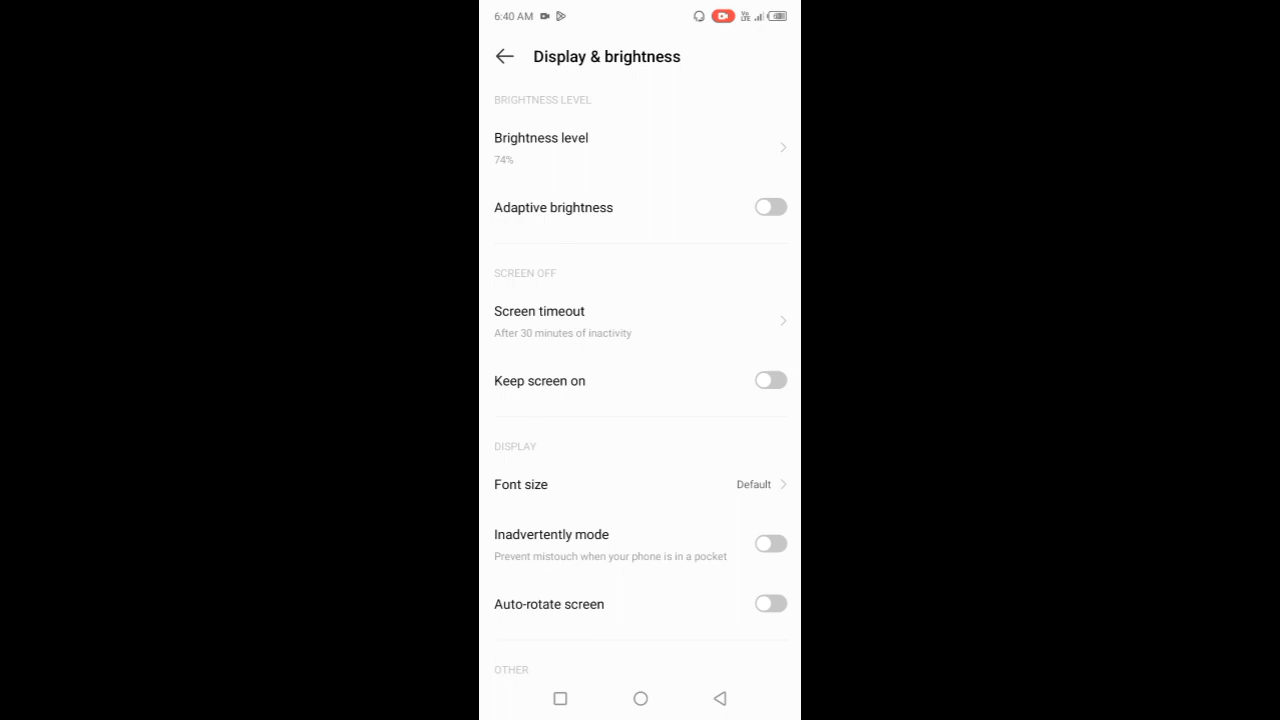 6:40 AM
Vo LTE
Display & brightness
BRIGHTNESS LEVEL
Brightness level
74%
Adaptive brightness
SCREEN OFF
Screen timeout
After 30 minutes of inactivity
Keep screen on
DISPLAY
Font size
Default
Inadvertently mode
Prevent mistouch when your phone is in a pocket
Auto-rotate screen
OTHER